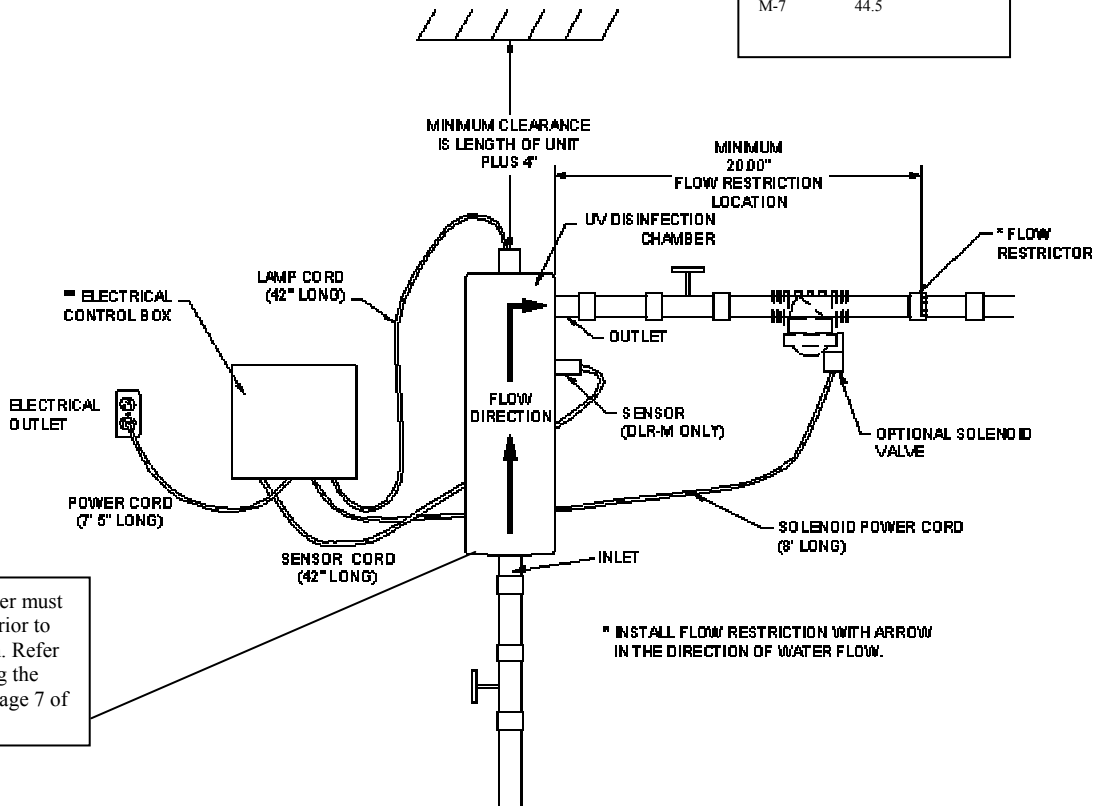 M-7 44.5
MINIMUM CLEARANCE
IS LENGTH OF UNIT
PLUS 4"
MINIMUM
20.00"
FLOW RESTRICTION
LOCATION
UV DISINFECTION
CHAMBER
* FLOW
RESTRICTOR
LAMP CORD
(42" LONG)
** ELECTRICAL
CONTROL BOX
OUTLET
ELECTRICAL
OUTLET
FLOW
DIRECTION
SENSOR
(DLR-M ONLY)
OPTIONAL SOLENOID
VALVE
POWER CORD
(7' 5" LONG)
SENSOR CORD
(42" LONG)
SOLENOID POWER CORD
(8' LONG)
INLET
er must
rior to
. Refer
g the
age 7 of
* INSTALL FLOW RESTRICTION WITH ARROW
IN THE DIRECTION OF WATER FLOW.